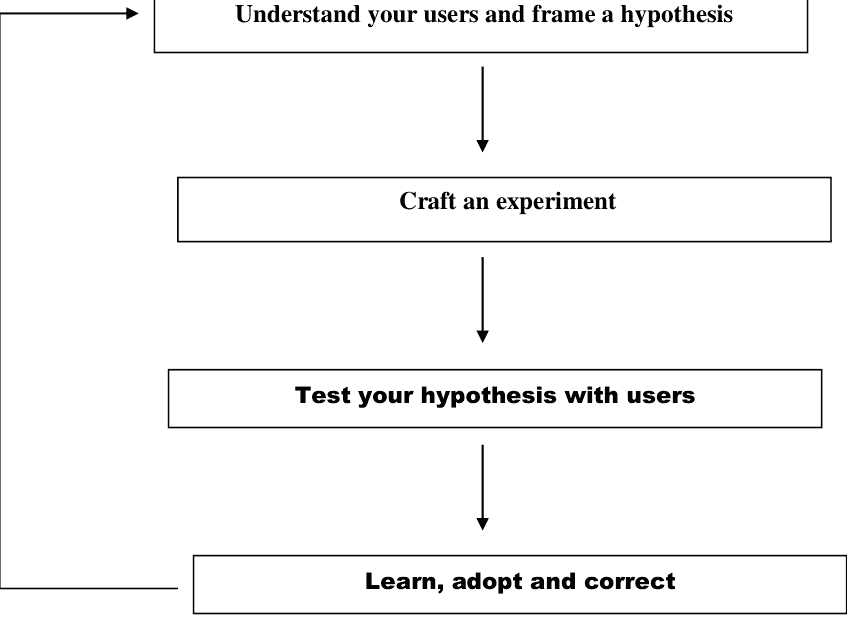 Understand your users and frame a hypothesis
Craft an experiment
Test your hypothesis with users
Learn, adopt and correct